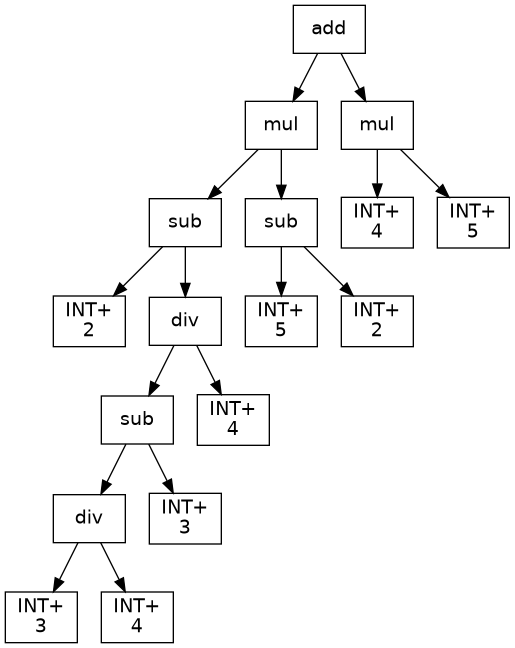 add
mul
mul
sub
sub
INT+
4
INT+
5
INT+
2
div
INT+
5
INT+
2
sub
INT+
4
div
INT+
3
INT+
3
INT+
4